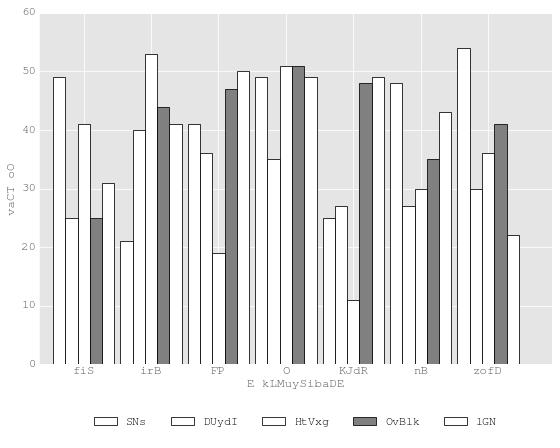 60
50
40
30
20
10
0
vaCT oO
fiS irB FP O KJdR nB zofD
E kLMuySibaDE
SNs DUydI HtVxg OvBlk lGN